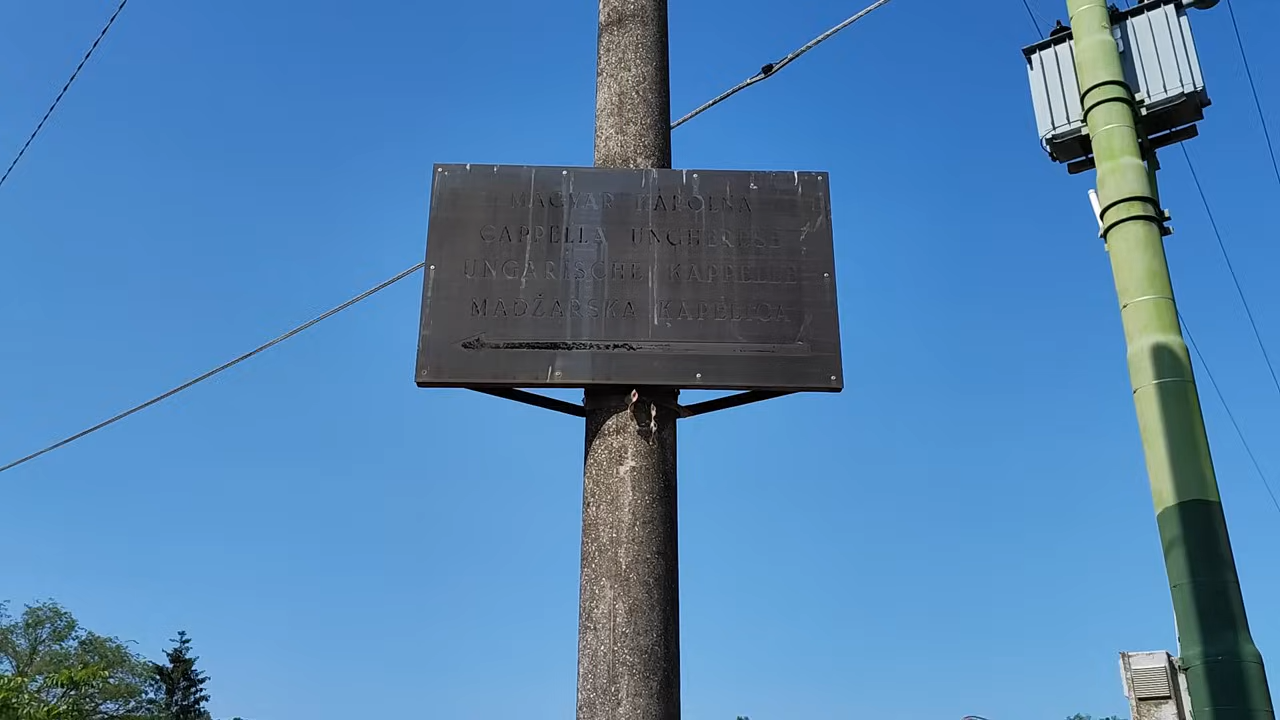 MAGYAR KÁPOLNA
CAPPELLA UNGHERESE
UNGARISCHE KAPPELLE
MADŽARSKA KAPELICA